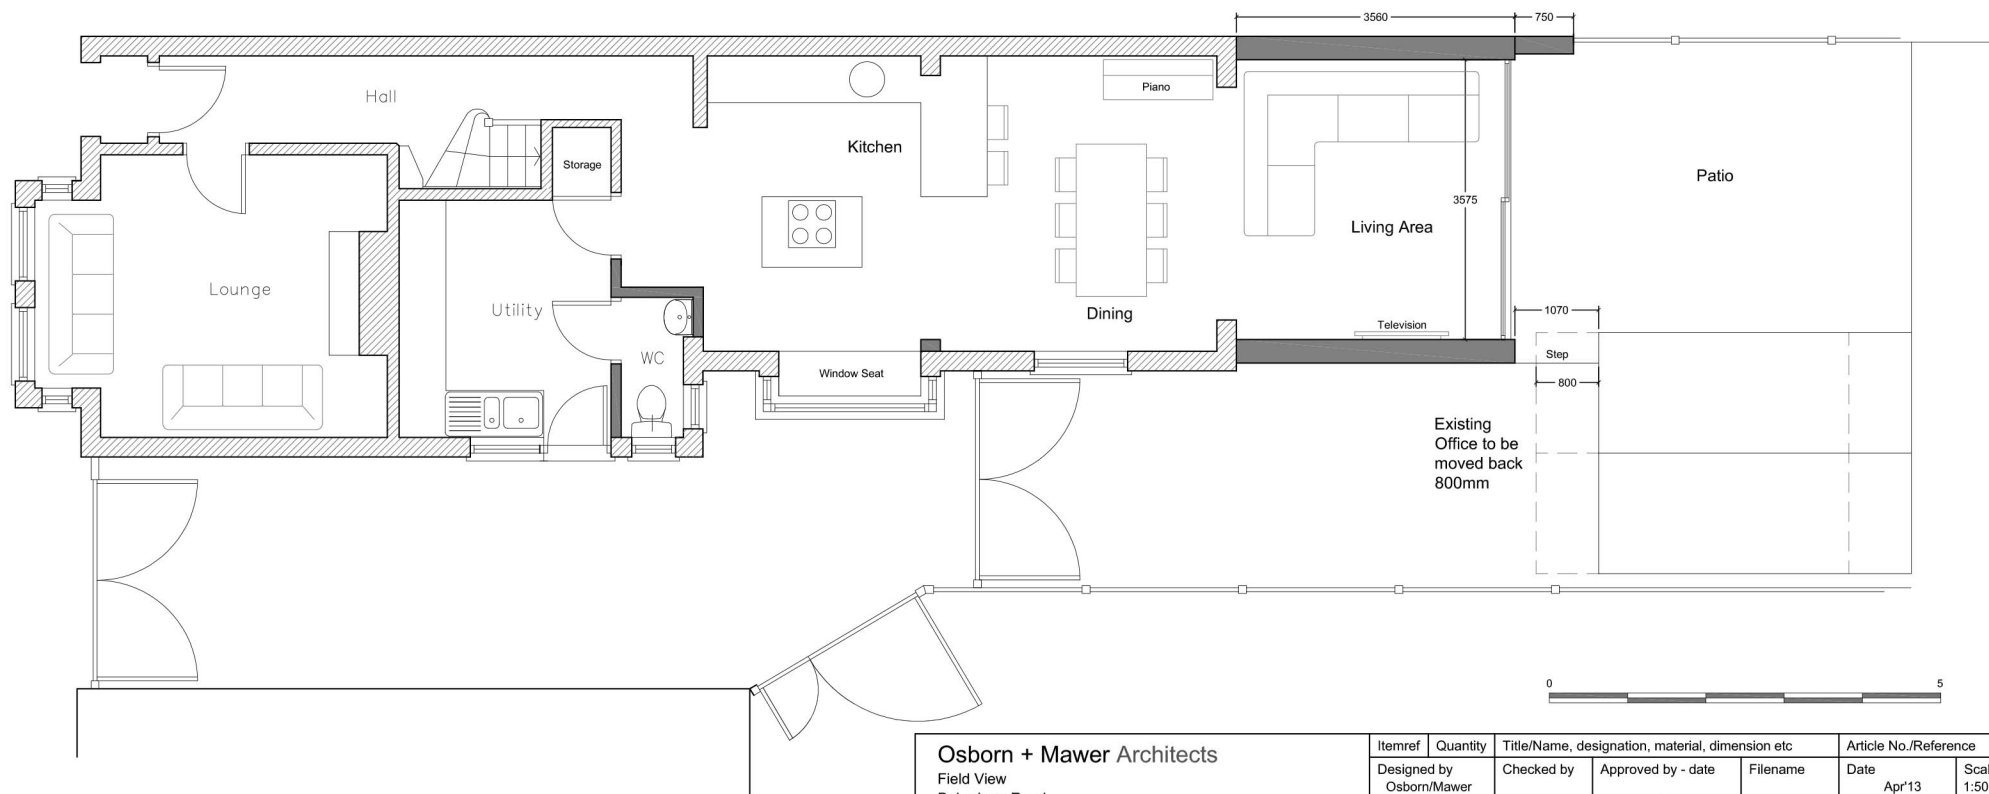 3560
750
Hall
Piano
Kitchen
Storage
Patio
3575
Living Area
Lounge
Utility
Dining
1070
Television
WC
Step
Window Seat
800
Existing
Office to be
moved back
800mm
0
5
Osborn + Mawer Architects
Field View
Itemref
Quantity
Title/Name, designation, material, dimension etc
Article No./Reference
Designed by
Osborn/Mawer
Checked by
Approved by - date
Filename
Date
Apr'13
1:50